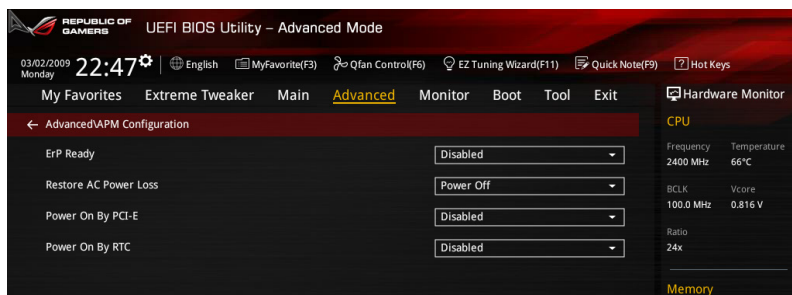 REPUBLIC OF
GAMERS
UEFI BIOS Utility – Advanced Mode
03/02/2009
Monday
22:47
English
MyFavorite(F3)
Qfan Control(F6)
EZ Tuning Wizard(F11)
Quick Note(F9)
? Hot Keys
My Favorites
Extreme Tweaker
Main
Advanced
Monitor
Boot
Tool
Exit
Hardware Monitor
← Advanced\APM Configuration
ErP Ready
Disabled
Restore AC Power Loss
Power Off
Power On By PCI-E
Disabled
Power On By RTC
Disabled
CPU
Frequency
Temperature
2400 MHz
66°C
BCLK
Vcore
100.0 MHz
0.816 V
Ratio
24x
Memory